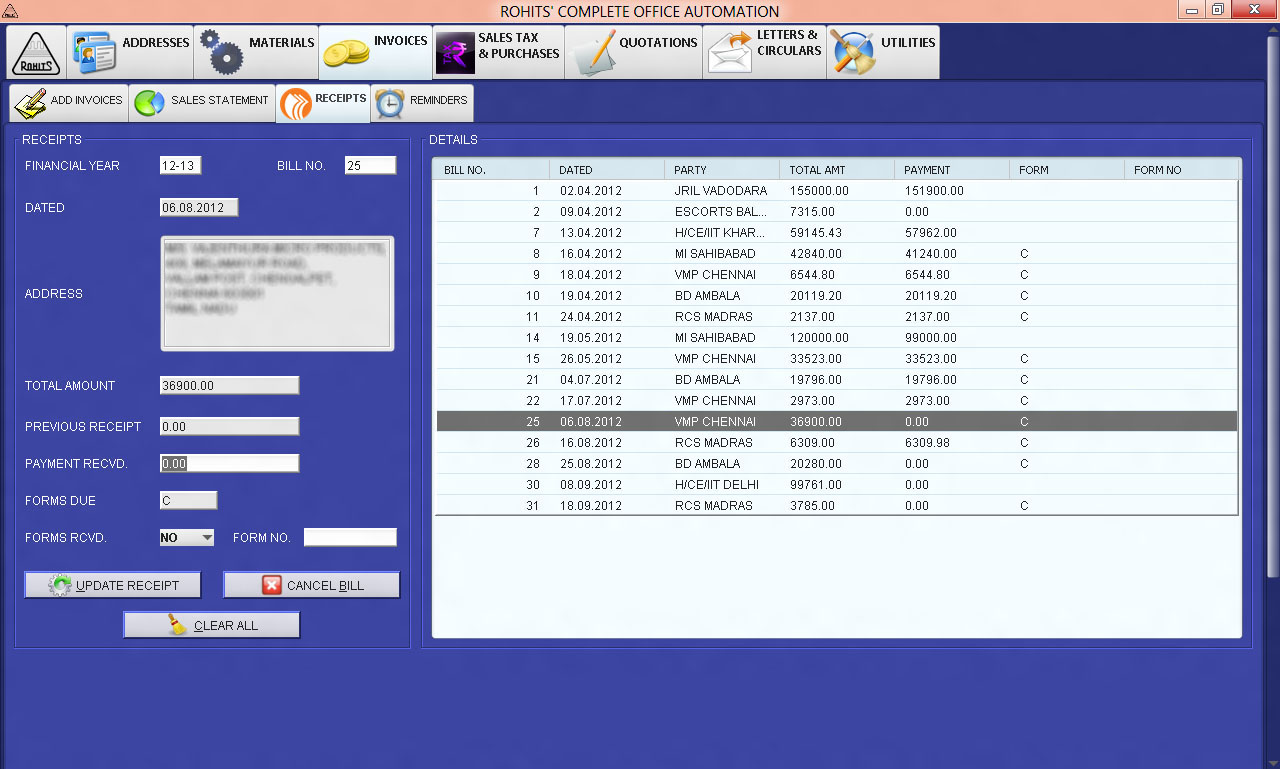 ROHITS' COMPLETE OFFICE AUTOMATION
ROHITS
ADDRESSES
MATERIALS
INVOICES
SALES TAX
& PURCHASES
QUOTATIONS
LETTERS &
CIRCULARS
UTILITIES
ADD INVOICES
SALES STATEMENT
RECEIPTS
REMINDERS
RECEIPTS
FINANCIAL YEAR 12-13 BILL NO. 25
DATED 06.08.2012
ADDRESS
TOTAL AMOUNT 36900.00
PREVIOUS RECEIPT 0.00
PAYMENT RECVD. 0.00
FORMS DUE C
FORMS RCVD. NO FORM NO.
UPDATE RECEIPT
CANCEL BILL
CLEAR ALL
DETAILS
BILL NO. DATED PARTY TOTAL AMT PAYMENT FORM FORM NO
1 02.04.2012 JRIL VADODARA 155000.00 151900.00
2 09.04.2012 ESCORTS BAL... 7315.00 0.00
7 13.04.2012 H/CE/IIT KHAR... 59145.43 57962.00
8 16.04.2012 MI SAHIBABAD 42840.00 41240.00 C
9 18.04.2012 VMP CHENNAI 6544.80 6544.80 C
10 19.04.2012 BD AMBALA 20119.20 20119.20 C
11 24.04.2012 RCS MADRAS 2137.00 2137.00 C
14 19.05.2012 MI SAHIBABAD 120000.00 99000.00
15 26.05.2012 VMP CHENNAI 33523.00 33523.00 C
21 04.07.2012 BD AMBALA 19796.00 19796.00 C
22 17.07.2012 VMP CHENNAI 2973.00 2973.00 C
25 06.08.2012 VMP CHENNAI 36900.00 0.00 C
26 16.08.2012 RCS MADRAS 6309.00 6309.98 C
28 25.08.2012 BD AMBALA 20280.00 0.00 C
30 08.09.2012 H/CE/IIT DELHI 99761.00 0.00
31 18.09.2012 RCS MADRAS 3785.00 0.00 C